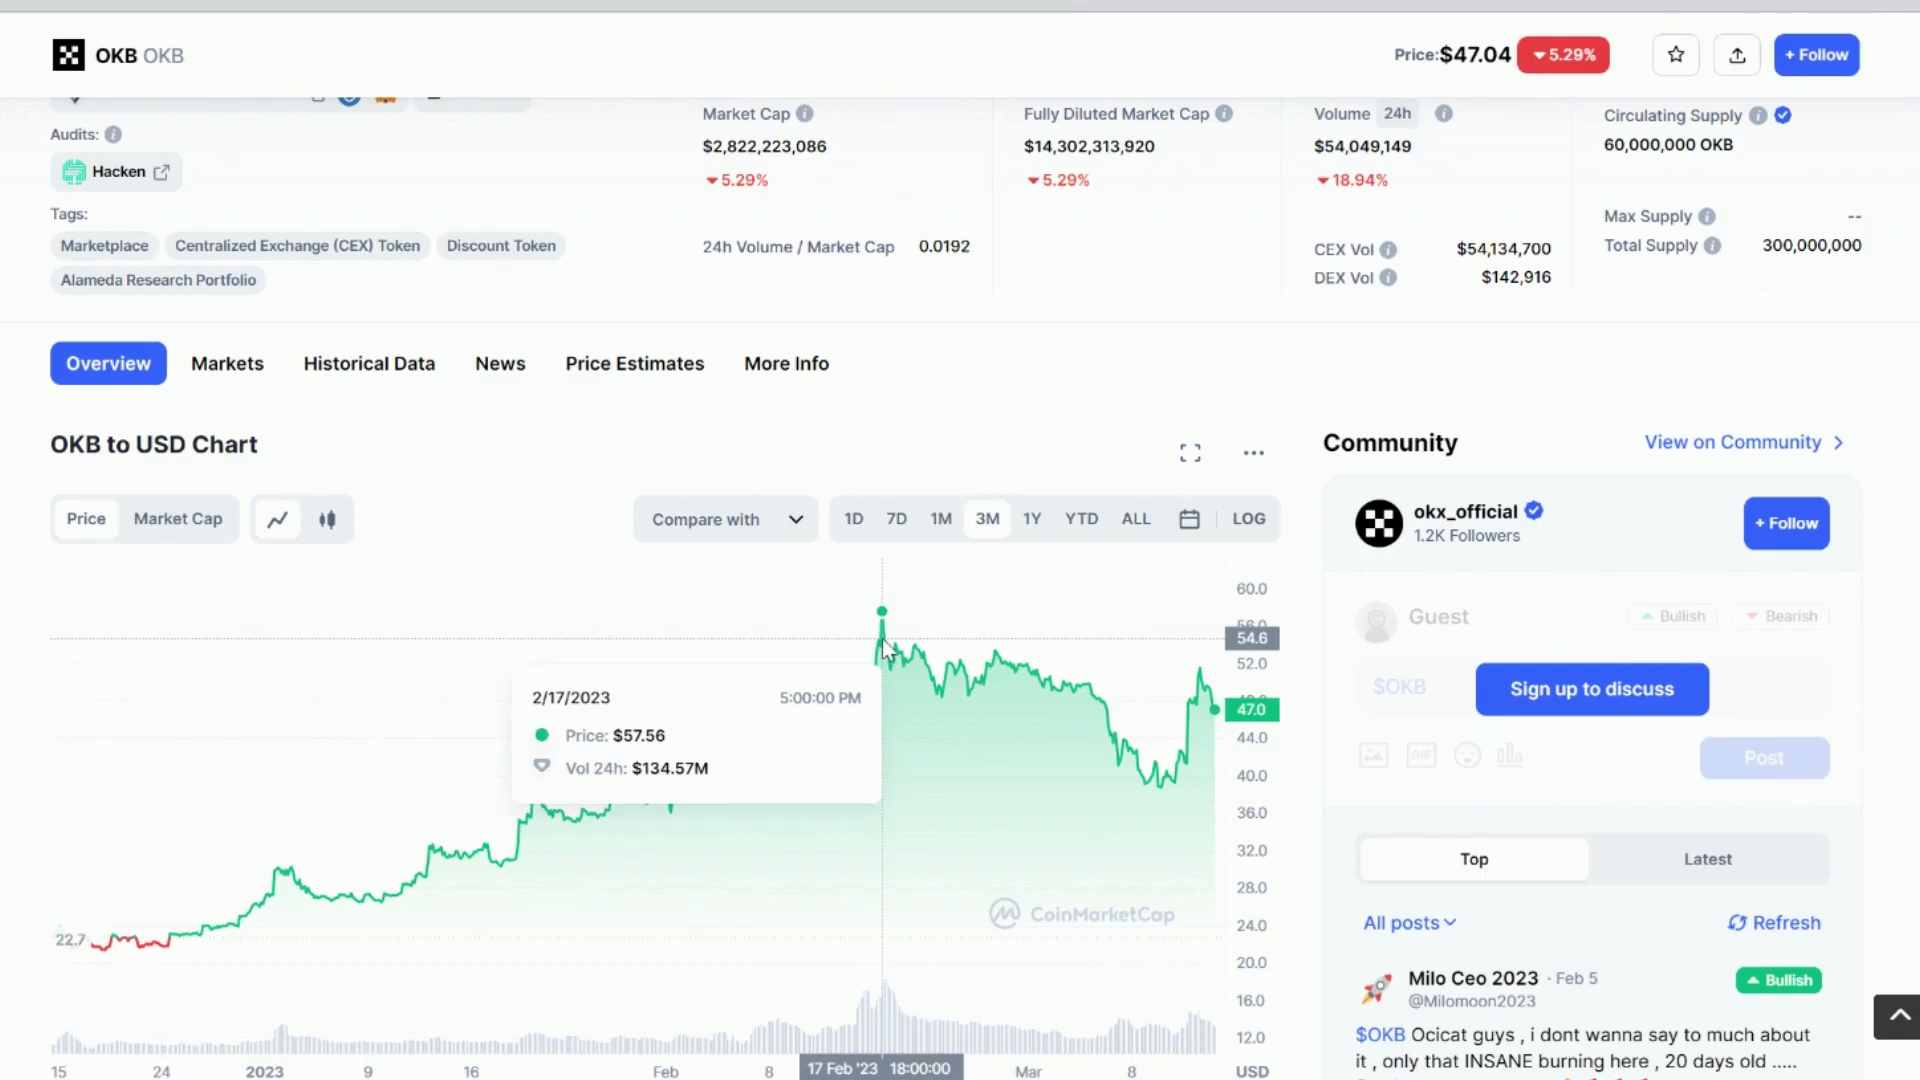 OKB OKB
Price:$47.04
5.29%
+ Follow
Audits:
Hacken
Tags:
Marketplace
Centralized Exchange (CEX) Token
Discount Token
Alameda Research Portfolio
Market Cap
$2,822,223,086
5.29%
24h Volume / Market Cap 0.0192
Fully Diluted Market Cap
$14,302,313,920
5.29%
Volume 24h
$54,049,149
18.94%
CEX Vol $54,134,700
DEX Vol $142,916
Circulating Supply
60,000,000 OKB
Max Supply --
Total Supply 300,000,000
Overview Markets Historical Data News Price Estimates More Info
OKB to USD Chart
Price Market Cap
Compare with
1D 7D 1M 3M 1Y YTD ALL LOG
60.0
54.6
52.0
47.0
44.0
40.0
36.0
32.0
28.0
24.0
20.0
16.0
12.0
22.7
2/17/2023 5:00:00 PM
Price: $57.56
Vol 24h: $134.57M
CoinMarketCap
15 24 2023 9 16 Feb 8 17 Feb '23 18:00:00 Mar 8 USD
Community
View on Community
okx_official
1.2K Followers
+ Follow
Guest
Bullish
Bearish
$OKB
Sign up to discuss
GIF
Post
Top Latest
All posts
Refresh
Milo Ceo 2023 · Feb 5
@Milomoon2023
Bullish
$OKB Ocicat guys , i dont wanna say to much about
it , only that INSANE burning here , 20 days old .....